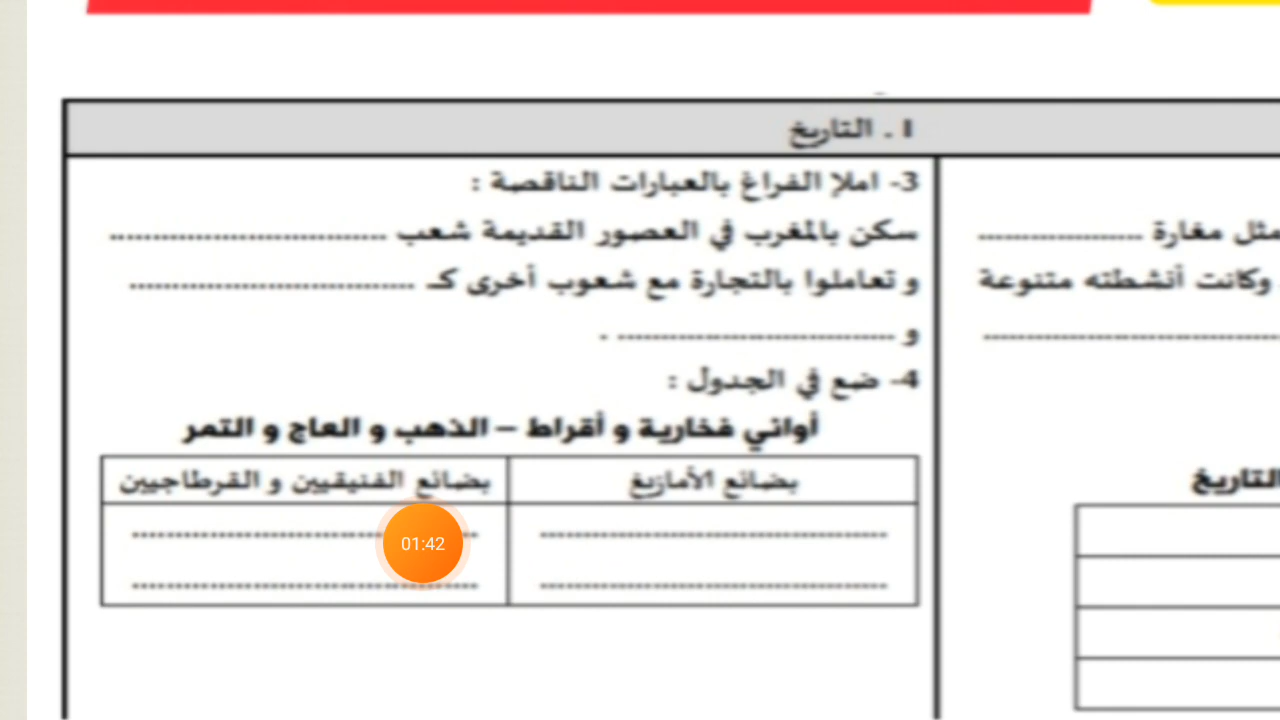 I . التاريخ
3- املإ الفراغ بالعبارات الناقصة :
سكن بالمغرب في العصور القديمة شعب ................................
و تعاملوا بالتجارة مع شعوب أخرى كـ .................................
و ................................ .
4- ضع في الجدول :
أواني فخارية و أقراط – الذهب و العاج و التمر
بضائع الأمازيغ
بضائع الفنيقيين و القرطاجيين
........................................
........................................
........................................
........................................
01:42
مثل مغارة ...................
وكانت أنشطته متنوعة
..................................
التاريخ